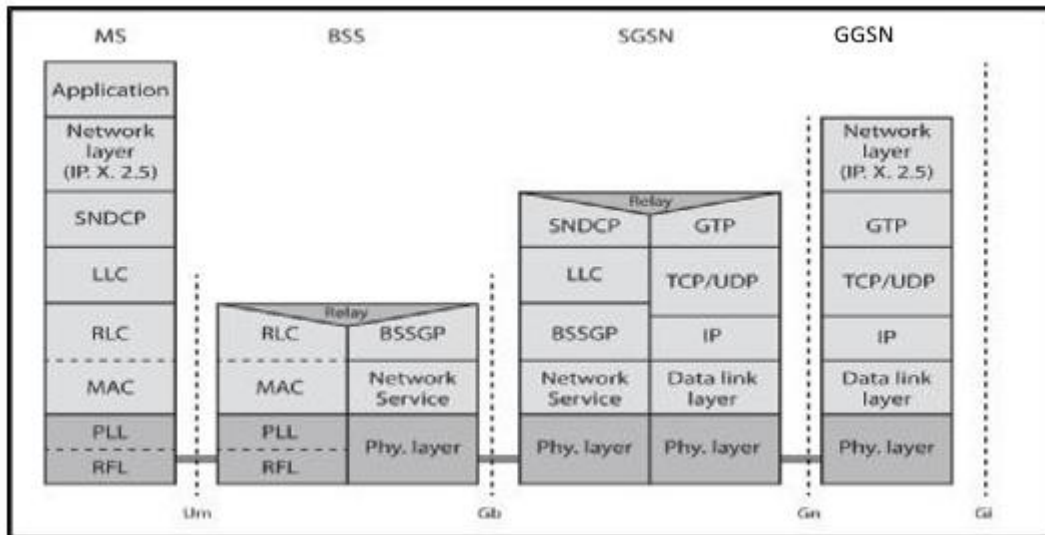 MS BSS SGSN GGSN
Application
Network
layer
(IP. X. 2.5)
SNDCP
LLC
RLC
MAC
PLL
RFL
Relay
RLC
MAC
PLL
RFL
BSSGP
Network
Service
Phy. layer
Relay
SNDCP
LLC
BSSGP
Network
Service
Phy. layer
GTP
TCP/UDP
IP
Data link
layer
Phy. layer
Network
layer
(IP. X. 2.5)
GTP
TCP/UDP
IP
Data link
layer
Phy. layer
Um Gb Gn Gi